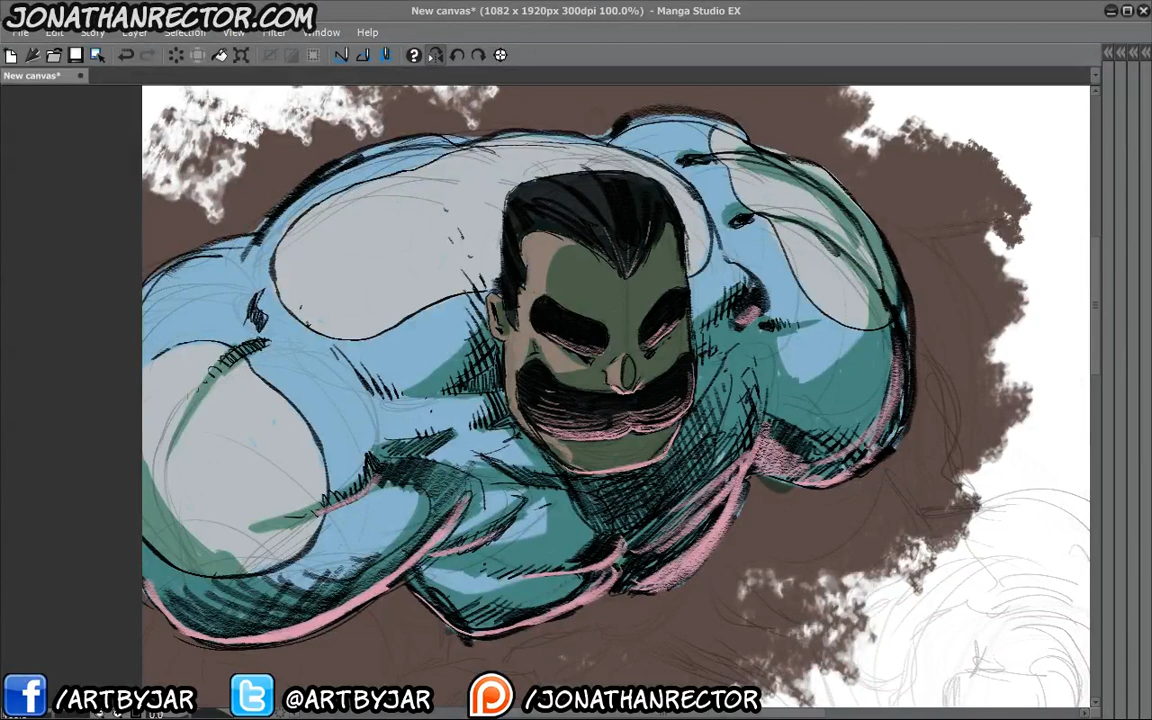 JONATHANRECTOR.COM
New canvas* (1082 x 1920px 300dpi 100.0%) - Manga Studio EX
File Edit Story Layer Selection View Filter Window Help
New canvas*
/ARTBYJAR @ARTBYJAR /JONATHANRECTOR